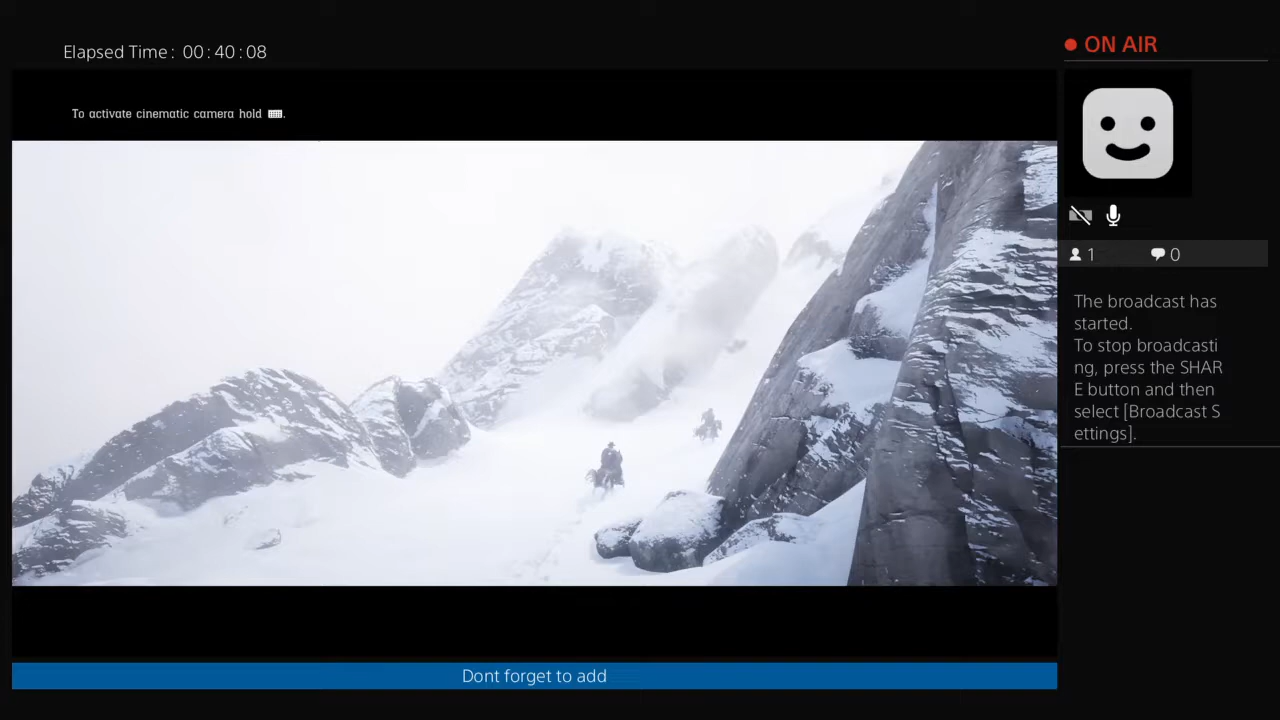 Elapsed Time: 00:40:08
ON AIR
To activate cinematic camera hold .
1
0
The broadcast has
started.
To stop broadcasti
ng, press the SHAR
E button and then
select [Broadcast S
ettings].
Dont forget to add